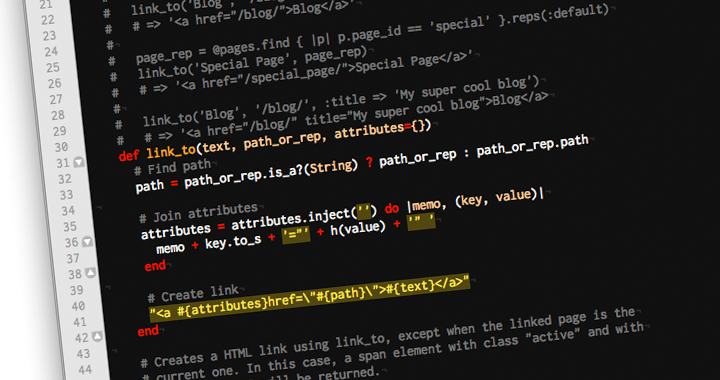 21 # link_to('Blog', '/blog/')
22 # # => '<a href="/blog/">Blog</a>'
23 #
24 # page_rep = @pages.find { |p| p.page_id == 'special' }.reps(:default)
25 # link_to('Special Page', page_rep)
26 # # => '<a href="/special_page/">Special Page</a>'
27 #
28 # link_to('Blog', '/blog/', :title => 'My super cool blog')
29 # # => '<a href="/blog/" title="My super cool blog">Blog</a>
30 def link_to(text, path_or_rep, attributes={})
31 # Find path
32 path = path_or_rep.is_a?(String) ? path_or_rep : path_or_rep.path
33
34 # Join attributes
35 attributes = attributes.inject('') do |memo, (key, value)|
36 memo + key.to_s + '="' + h(value) + '" '
37 end
38
39 # Create link
40 "<a #{attributes}href=\"#{path}\">#{text}</a>"
41 end
42
43 # Creates a HTML link using link_to, except when the linked page is the
44 # current one. In this case, a span element with class "active" and with
will be returned.